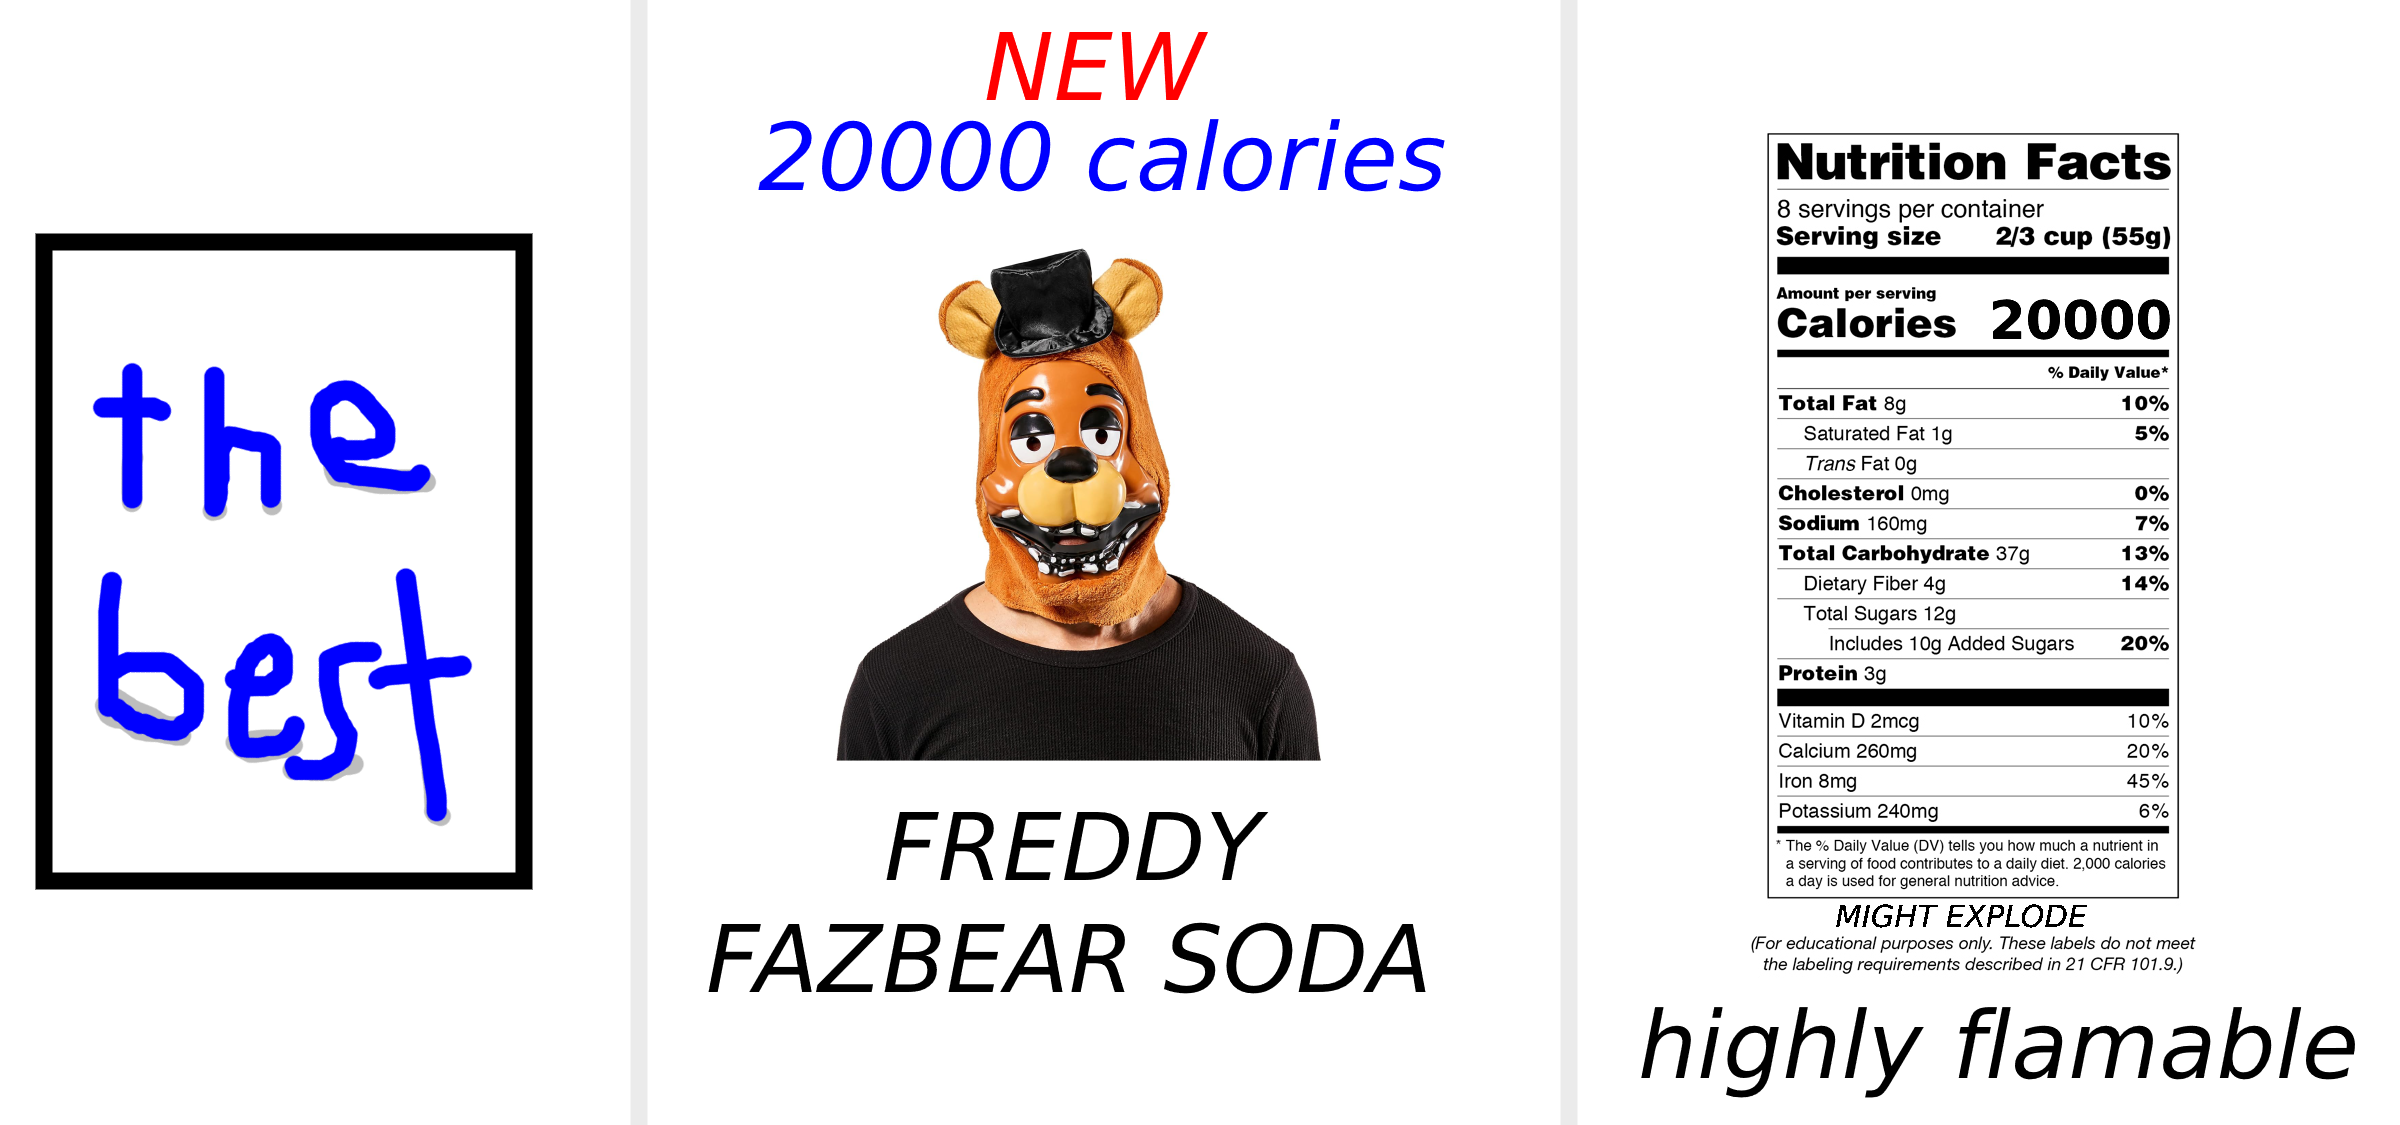 the
best
NEW
20000 calories
FREDDY
FAZBEAR SODA
Nutrition Facts
8 servings per container
Serving size 2/3 cup (55g)
Amount per serving
Calories 20000
% Daily Value*
Total Fat 8g 10%
Saturated Fat 1g 5%
Trans Fat 0g
Cholesterol 0mg 0%
Sodium 160mg 7%
Total Carbohydrate 37g 13%
Dietary Fiber 4g 14%
Total Sugars 12g
Includes 10g Added Sugars 20%
Protein 3g
Vitamin D 2mcg 10%
Calcium 260mg 20%
Iron 8mg 45%
Potassium 240mg 6%
* The % Daily Value (DV) tells you how much a nutrient in
a serving of food contributes to a daily diet. 2,000 calories
a day is used for general nutrition advice.
MIGHT EXPLODE
(For educational purposes only. These labels do not meet
the labeling requirements described in 21 CFR 101.9.)
highly flamable